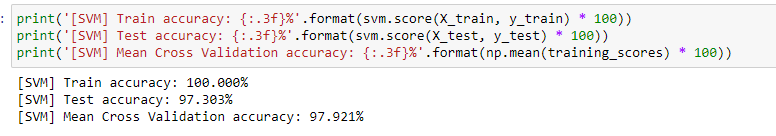 : print('[SVM] Train accuracy: {:.3f}%'.format(svm.score(X_train, y_train) * 100))
print('[SVM] Test accuracy: {:.3f}%'.format(svm.score(X_test, y_test) * 100))
print('[SVM] Mean Cross Validation accuracy: {:.3f}%'.format(np.mean(training_scores) * 100))
[SVM] Train accuracy: 100.000%
[SVM] Test accuracy: 97.303%
[SVM] Mean Cross Validation accuracy: 97.921%